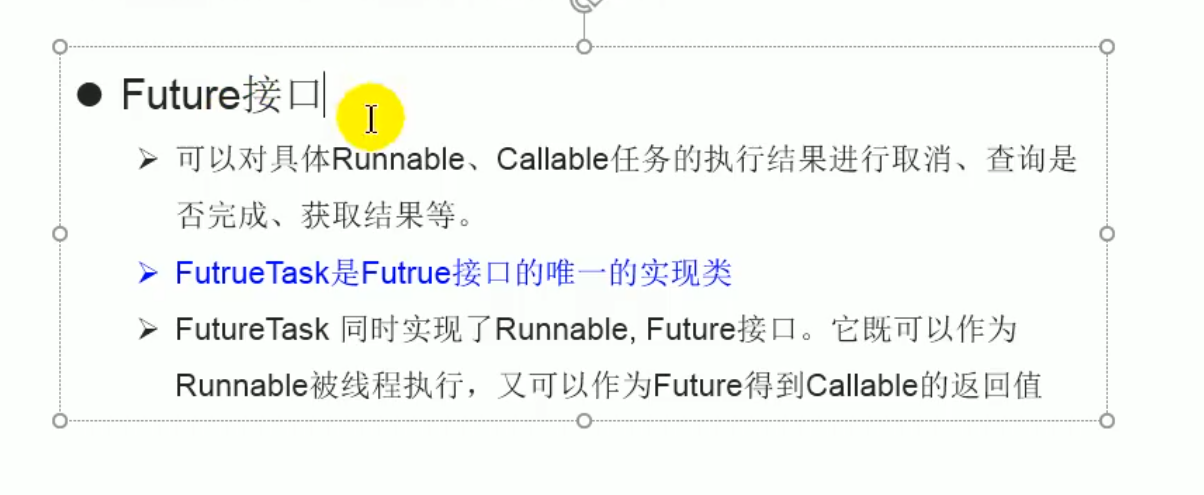 ● Future接口
➢ 可以对具体Runnable、Callable任务的执行结果进行取消、查询是
否完成、获取结果等。
➢ FutrueTask是Futrue接口的唯一的实现类
➢ FutureTask 同时实现了Runnable, Future接口。它既可以作为
Runnable被线程执行，又可以作为Future得到Callable的返回值